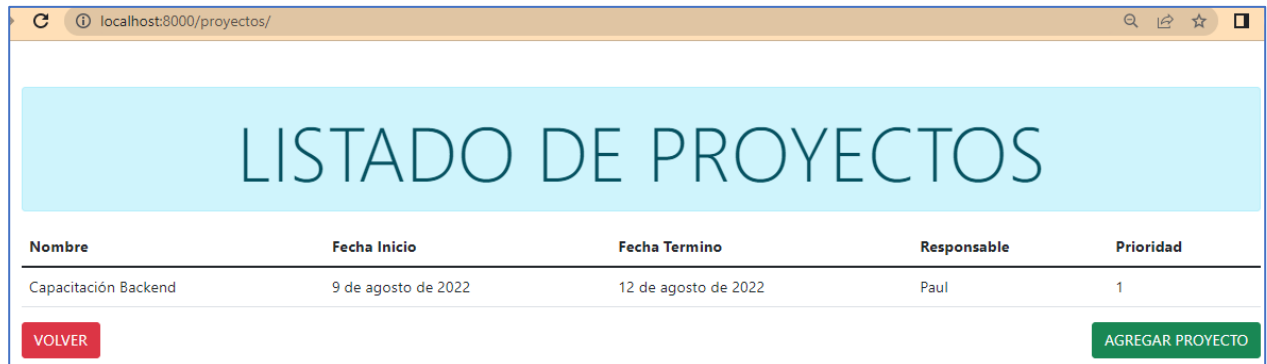 localhost:8000/proyectos/
LISTADO DE PROYECTOS
Nombre Fecha Inicio Fecha Termino Responsable Prioridad
Capacitación Backend 9 de agosto de 2022 12 de agosto de 2022 Paul 1
VOLVER AGREGAR PROYECTO